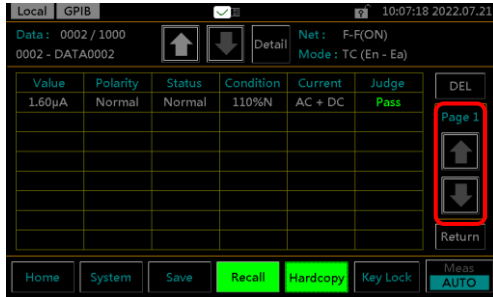 Local GPIB 10:07:18 2022.07.21
Data : 0002 / 1000 Net : F-F(ON)
0002 - DATA0002 Detail Mode : TC (En - Ea)
Value Polarity Status Condition Current Judge DEL
1.60µA Normal Normal 110%N AC + DC Pass
Page 1
Return
Home System Save Recall Hardcopy Key Lock Meas
AUTO